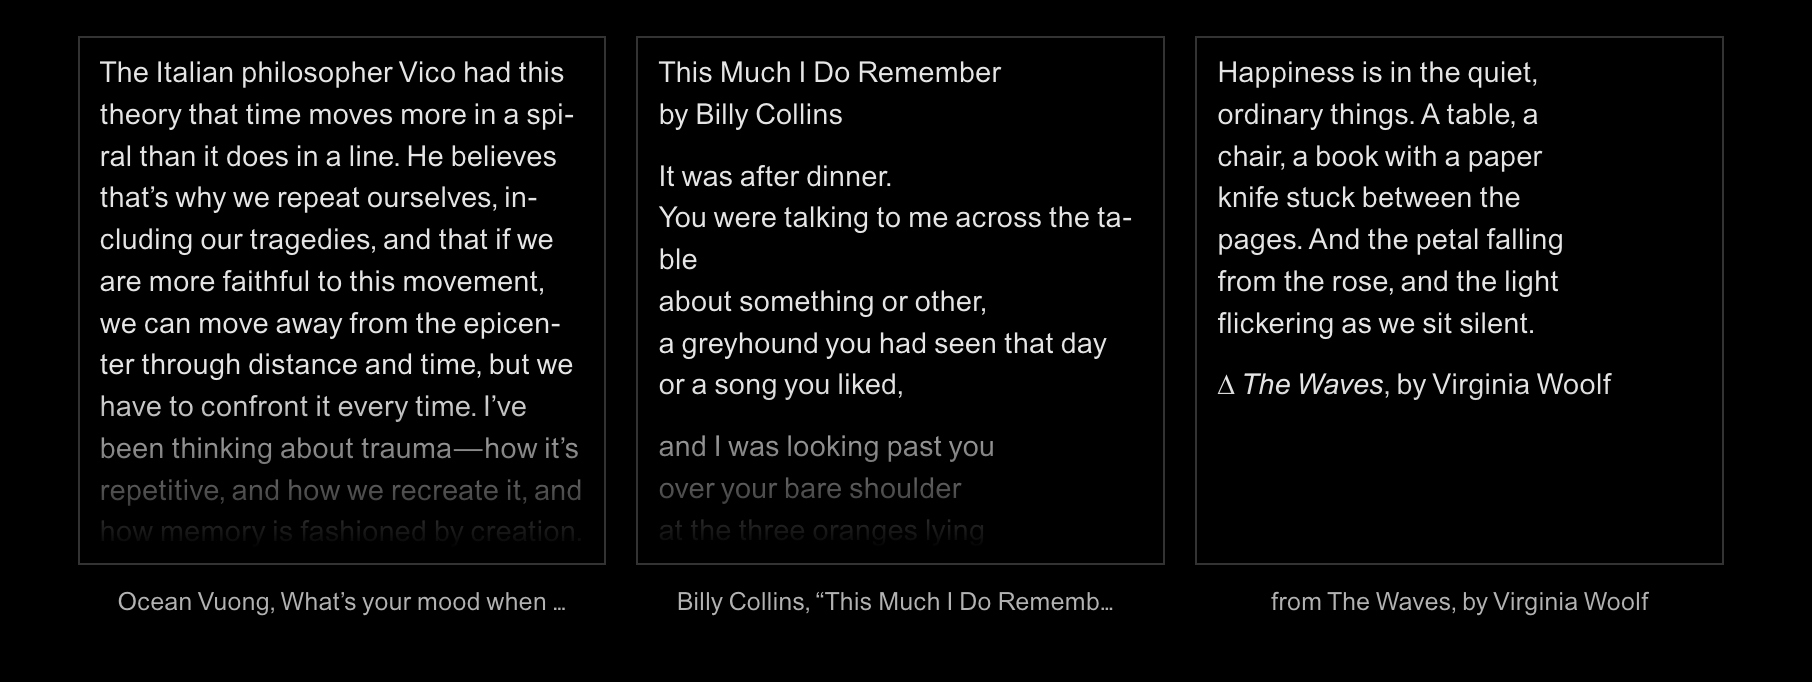 The Italian philosopher Vico had this
theory that time moves more in a spi-
ral than it does in a line. He believes
that’s why we repeat ourselves, in-
cluding our tragedies, and that if we
are more faithful to this movement,
we can move away from the epicen-
ter through distance and time, but we
have to confront it every time. I’ve
been thinking about trauma—how it’s
repetitive, and how we recreate it, and
how memory is fashioned by creation.
Ocean Vuong, What’s your mood when …
This Much I Do Remember
by Billy Collins
It was after dinner.
You were talking to me across the ta-
ble
about something or other,
a greyhound you had seen that day
or a song you liked,
and I was looking past you
over your bare shoulder
at the three oranges lying
Billy Collins, “This Much I Do Rememb…
Happiness is in the quiet,
ordinary things. A table, a
chair, a book with a paper
knife stuck between the
pages. And the petal falling
from the rose, and the light
flickering as we sit silent.
∆ The Waves, by Virginia Woolf
from The Waves, by Virginia Woolf